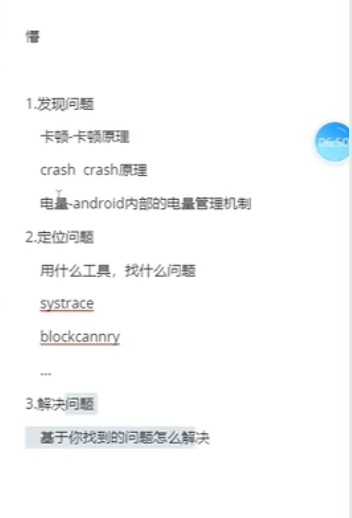 懵
1.发现问题
卡顿-卡顿原理
06:50
crash crash原理
电量-android内部的电量管理机制
2.定位问题
用什么工具，找什么问题
systrace
blockcannry
...
3.解决问题
基于你找到的问题怎么解决